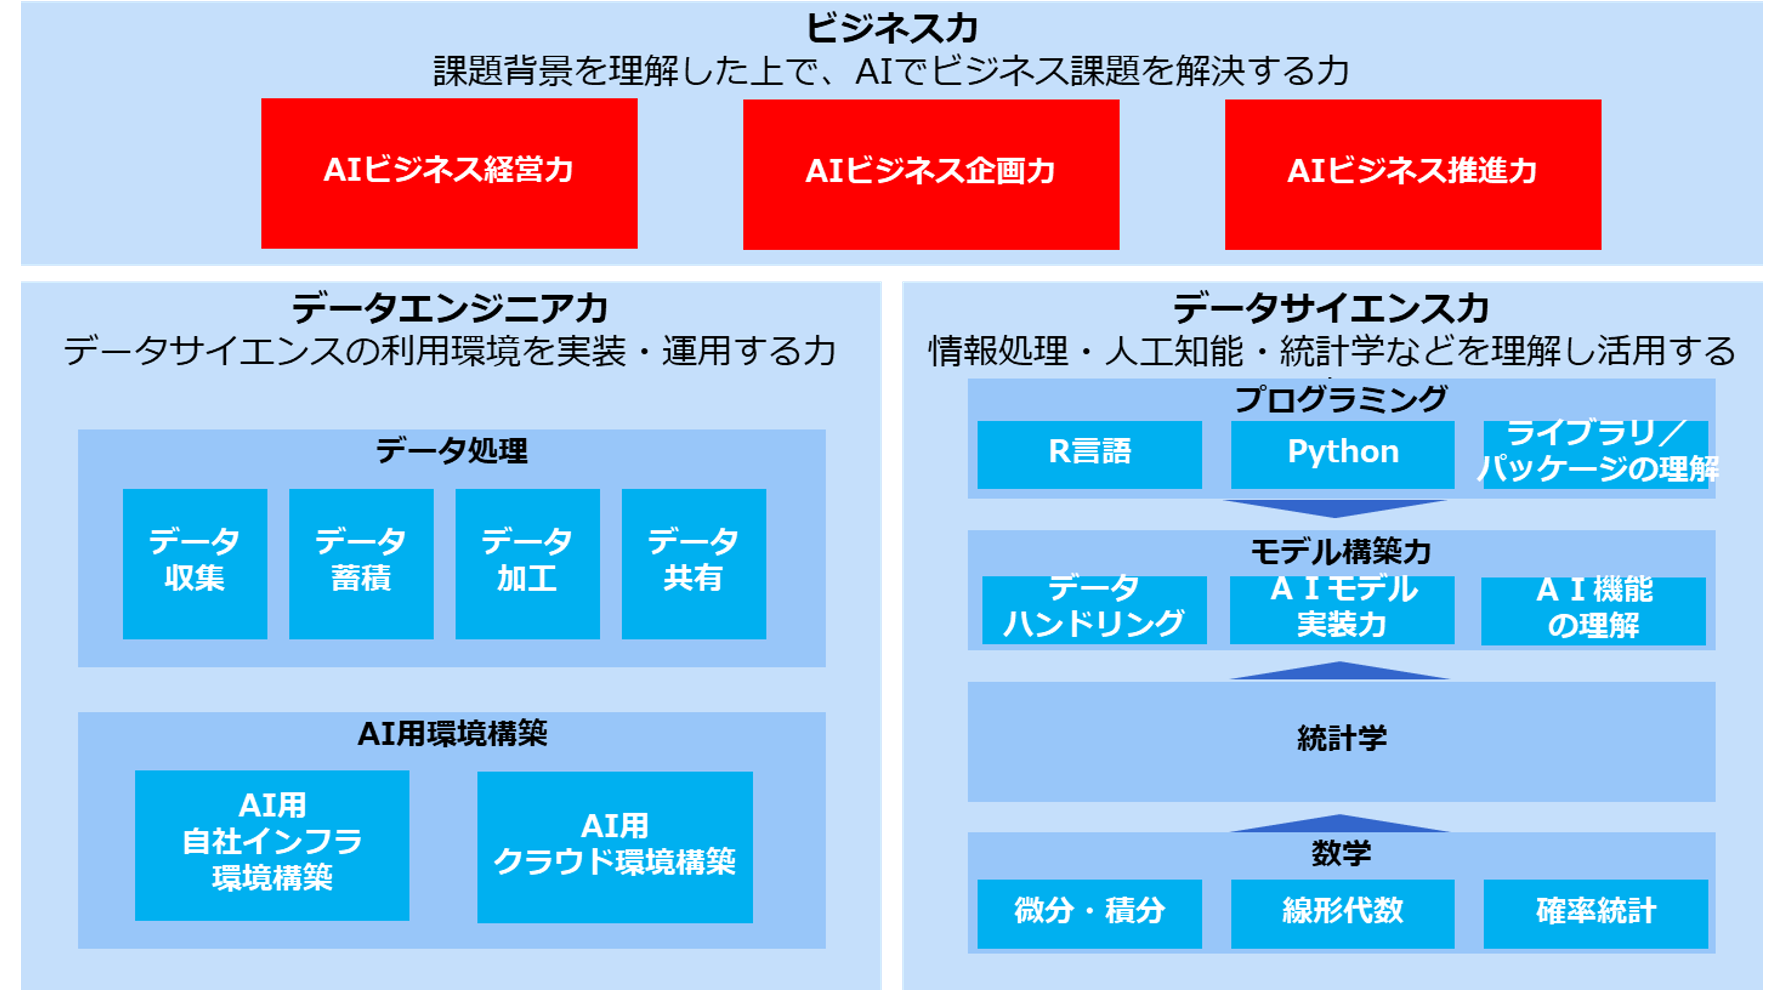 ビジネス力
課題背景を理解した上で、AIでビジネス課題を解決する力
AIビジネス経営力
AIビジネス企画力
AIビジネス推進力
データエンジニア力
データサイエンスの利用環境を実装・運用する力
データ処理
データ
収集
データ
蓄積
データ
加工
データ
共有
AI用環境構築
AI用
自社インフラ
環境構築
AI用
クラウド環境構築
データサイエンス力
情報処理・人工知能・統計学などを理解し活用する
プログラミング
R言語
Python
ライブラリ／
パッケージの理解
モデル構築力
データ
ハンドリング
ＡＩモデル
実装力
ＡＩ機能
の理解
統計学
数学
微分・積分
線形代数
確率統計